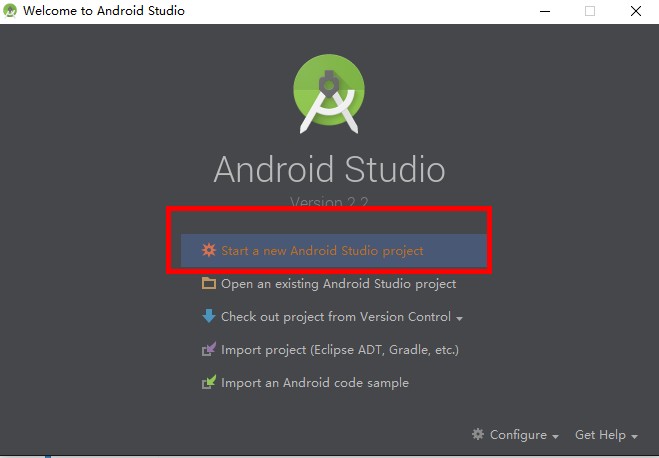 Welcome to Android Studio
Android Studio
Version 2.2
Start a new Android Studio project
Open an existing Android Studio project
Check out project from Version Control
Import project (Eclipse ADT, Gradle, etc.)
Import an Android code sample
Configure
Get Help